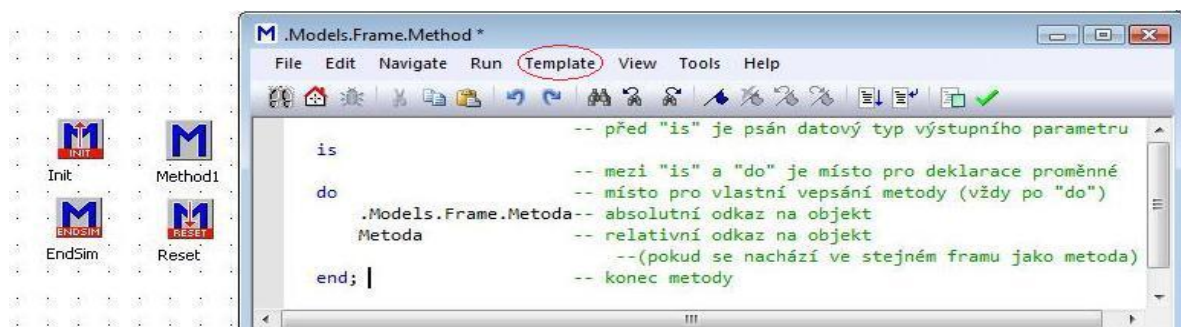 M .Models.Frame.Method *
File Edit Navigate Run Template View Tools Help
-- před "is" je psán datový typ výstupního parametru
is
-- mezi "is" a "do" je místo pro deklarace proměnné
do -- místo pro vlastní vepsání metody (vždy po "do")
.Models.Frame.Metoda-- absolutní odkaz na objekt
Metoda -- relativní odkaz na objekt
--(pokud se nachází ve stejném framu jako metoda)
end; -- konec metody
M
INIT
Init
M
Method1
M
ENDSIM
EndSim
M
RESET
Reset